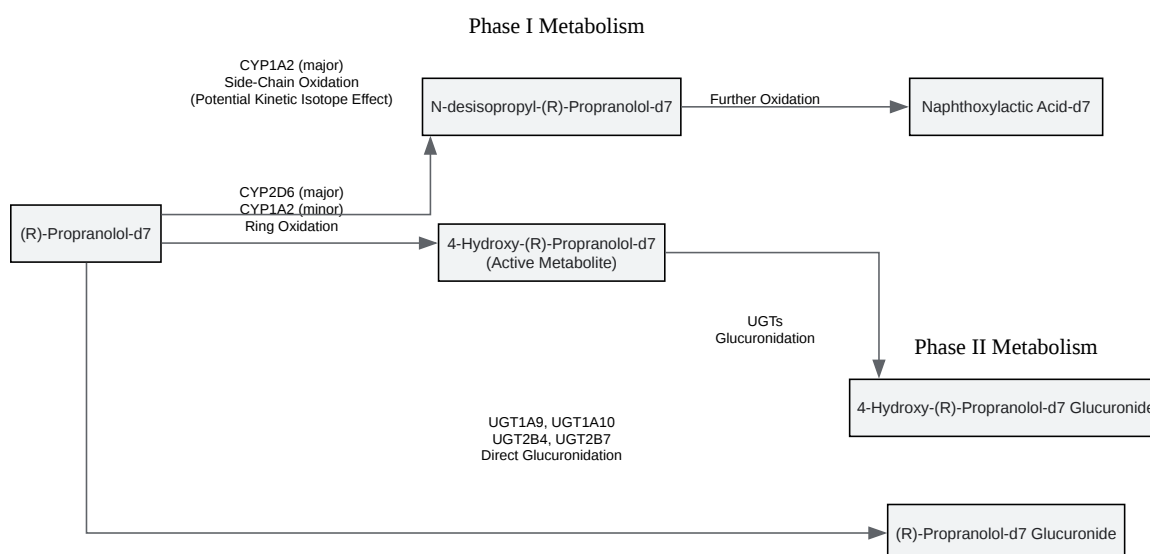 Phase I Metabolism
CYP1A2 (major)
Side-Chain Oxidation
(Potential Kinetic Isotope Effect)
N-desisopropyl-(R)-Propranolol-d7
Further Oxidation
Naphthoxylactic Acid-d7
CYP2D6 (major)
CYP1A2 (minor)
Ring Oxidation
(R)-Propranolol-d7
4-Hydroxy-(R)-Propranolol-d7
(Active Metabolite)
UGTs
Glucuronidation
Phase II Metabolism
4-Hydroxy-(R)-Propranolol-d7 Glucuronide
UGT1A9, UGT1A10
UGT2B4, UGT2B7
Direct Glucuronidation
(R)-Propranolol-d7 Glucuronide